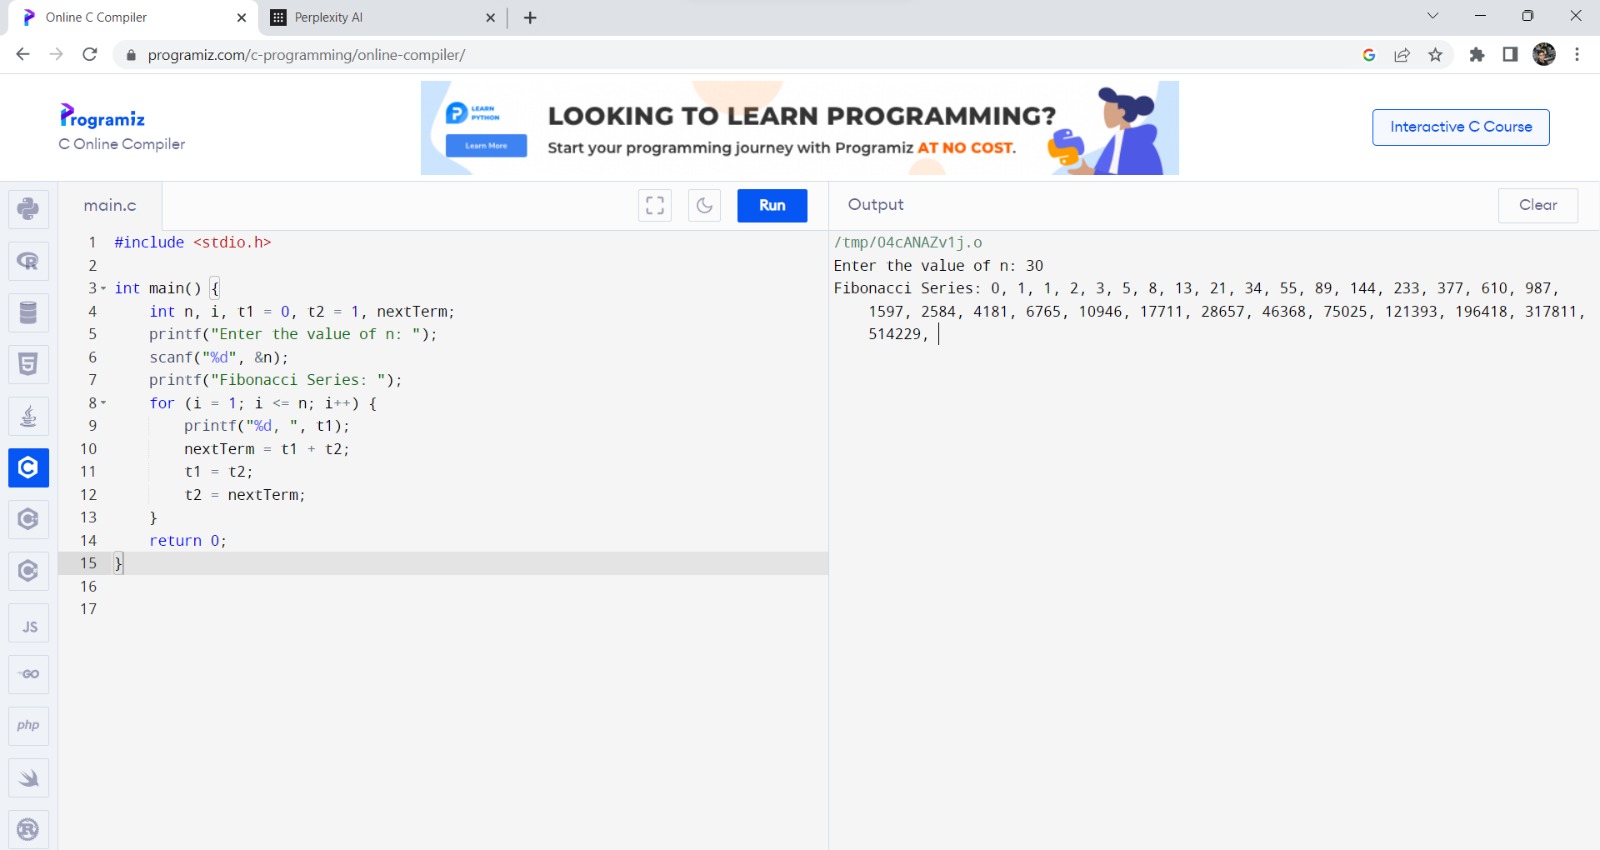 Online C Compiler
Perplexity AI
programiz.com/c-programming/online-compiler/
Programiz
C Online Compiler
LEARN
PYTHON
Learn More
LOOKING TO LEARN PROGRAMMING?
Start your programming journey with Programiz AT NO COST.
Interactive C Course
main.c
Run
Output
Clear
1 #include <stdio.h>
2
3 int main() {
4 int n, i, t1 = 0, t2 = 1, nextTerm;
5 printf("Enter the value of n: ");
6 scanf("%d", &n);
7 printf("Fibonacci Series: ");
8 for (i = 1; i <= n; i++) {
9 printf("%d, ", t1);
10 nextTerm = t1 + t2;
11 t1 = t2;
12 t2 = nextTerm;
13 }
14 return 0;
15 }
16
17
/tmp/O4cANAZv1j.o
Enter the value of n: 30
Fibonacci Series: 0, 1, 1, 2, 3, 5, 8, 13, 21, 34, 55, 89, 144, 233, 377, 610, 987,
1597, 2584, 4181, 6765, 10946, 17711, 28657, 46368, 75025, 121393, 196418, 317811,
514229,
R
5
C
C
C
JS
GO
php
R